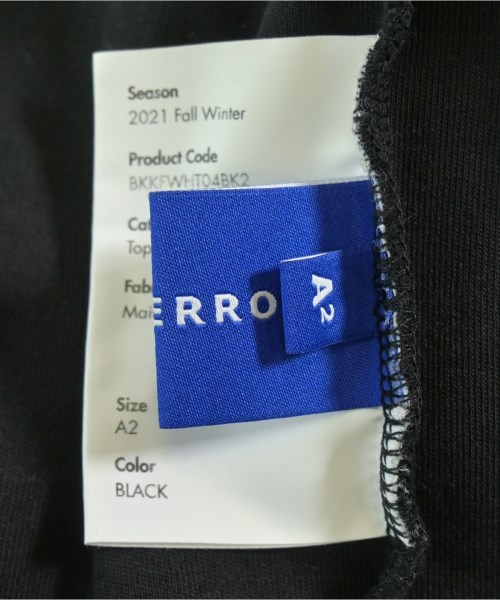 Season
2021 Fall Winter
Product Code
BKKFWHT04BK2
Cat
Top
ERRO
A2
Fab
Mai
Size
A2
Color
BLACK